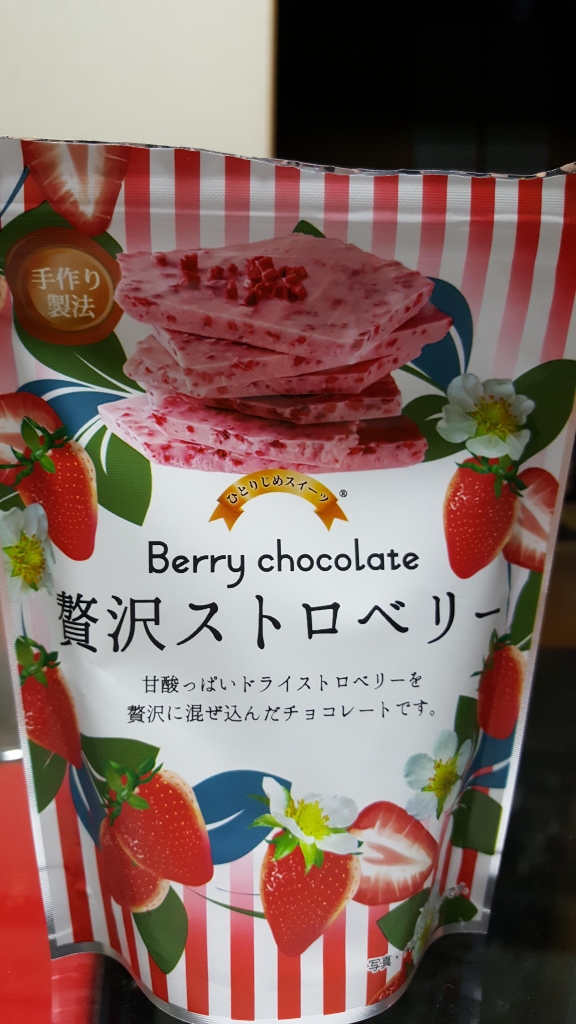 手作り
製法
ひとりじめスイーツ®
Berry chocolate
贅沢ストロベリー
甘酸っぱいドライストロベリーを
贅沢に混ぜ込んだチョコレートです。
写真・